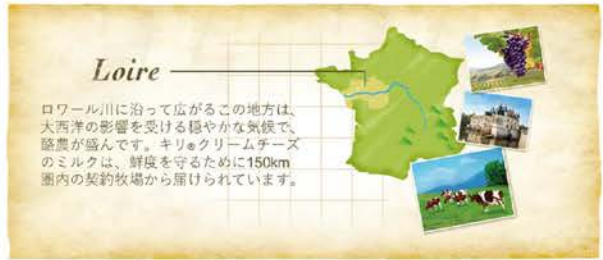 Loire
ロワール川に沿って広がるこの地方は、
大西洋の影響を受ける穏やかな気候で、
酪農が盛んです。キリ®クリームチーズ
のミルクは、鮮度を守るために150km
圏内の契約牧場から届けられています。